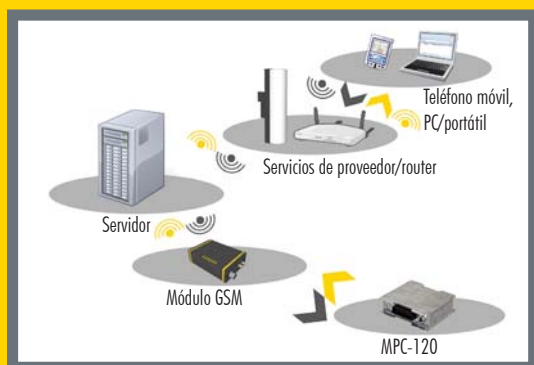 Teléfono móvil,
PC/portátil
Servicios de proveedor/router
Servidor
Módulo GSM
MPC-120